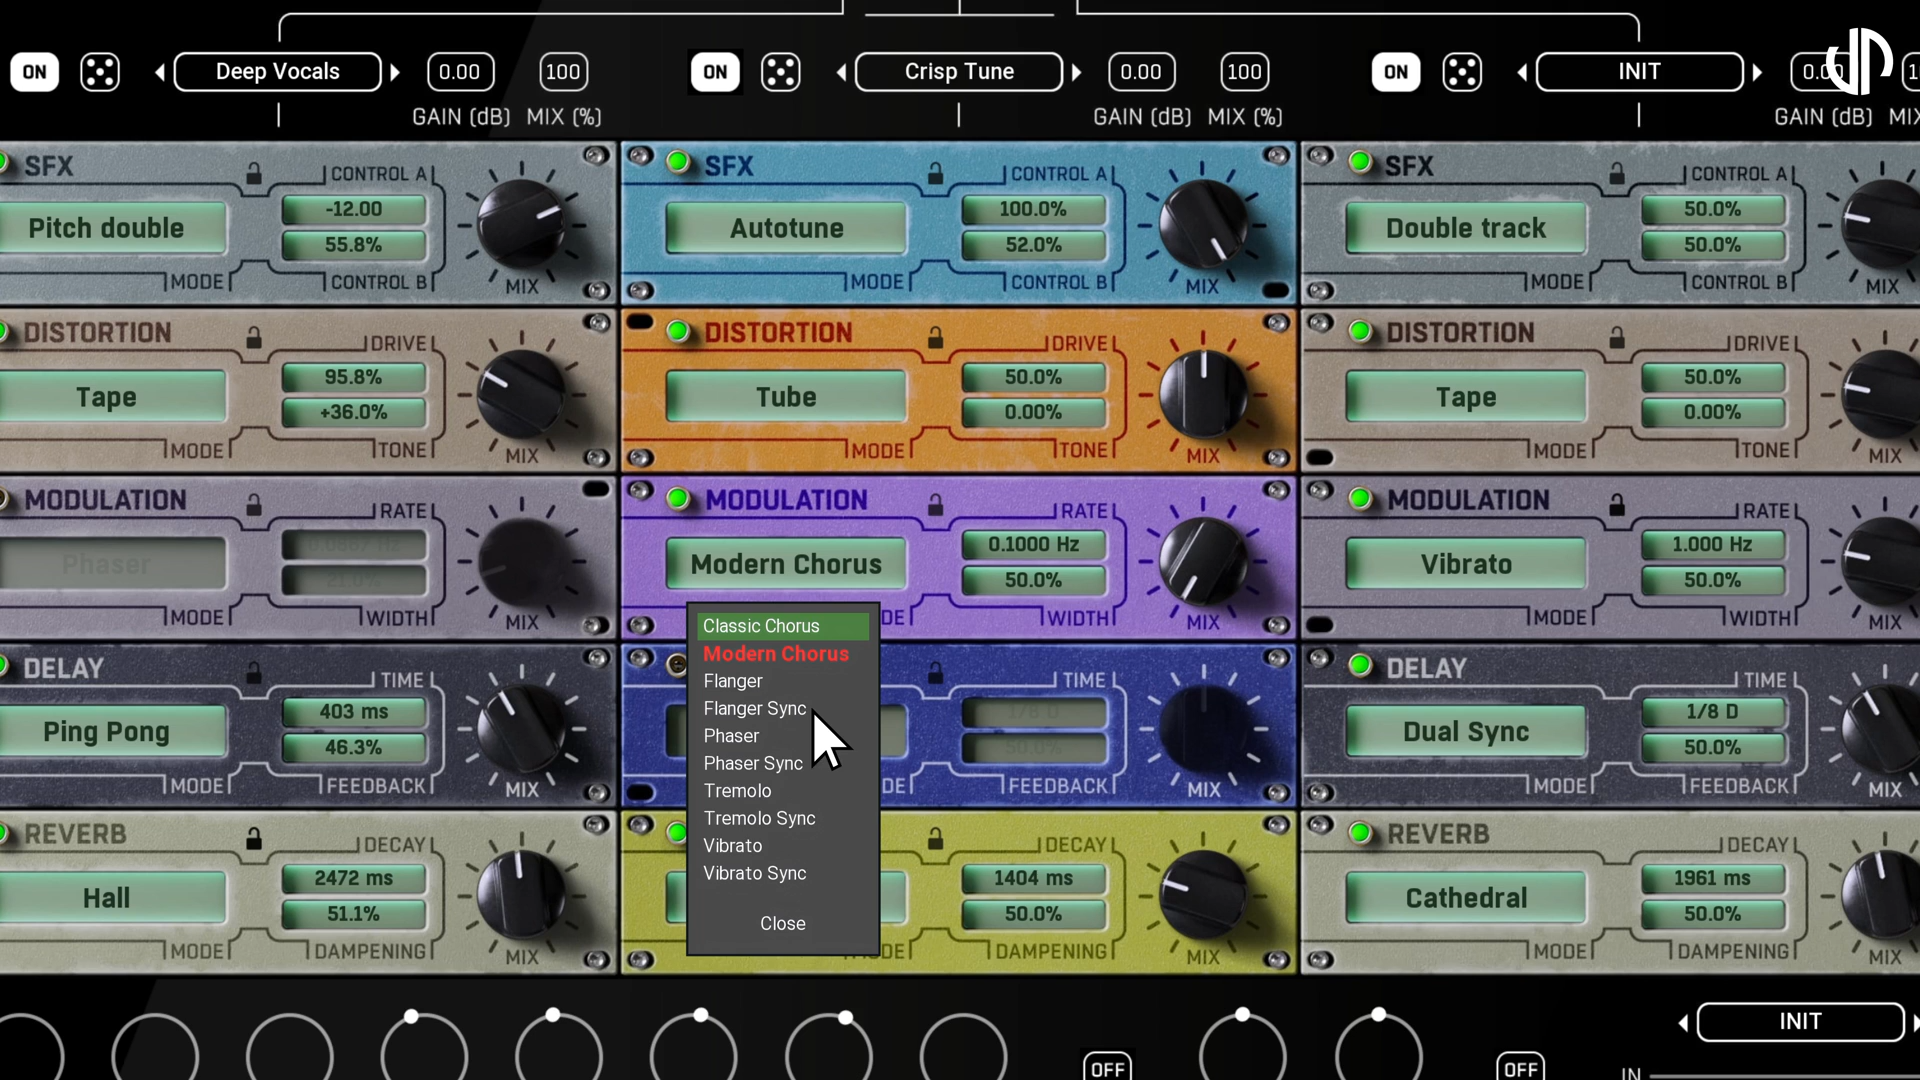 ON Deep Vocals 0.00 100 ON Crisp Tune 0.00 100 ON INIT
GAIN (dB) MIX (%) GAIN (dB) MIX (%) GAIN (dB)
SFX CONTROL A SFX CONTROL A SFX CONTROL A
-12.00 100.0% 50.0%
Pitch double Autotune Double track
55.8% 52.0% 50.0%
MODE CONTROL B MIX MODE CONTROL B MIX MODE CONTROL B MIX
DISTORTION DRIVE DISTORTION DRIVE DISTORTION DRIVE
95.8% 50.0% 50.0%
Tape Tube Tape
+36.0% 0.00% 0.00%
MODE TONE MIX MODE TONE MIX MODE TONE MIX
MODULATION RATE MODULATION RATE MODULATION RATE
0.1000 Hz 1.000 Hz
Phaser Modern Chorus Vibrato
21.0% 50.0% 50.0%
MODE WIDTH MIX DE WIDTH MIX MODE WIDTH MIX
Classic Chorus
Modern Chorus
Flanger
Flanger Sync
Phaser
Phaser Sync
Tremolo
Tremolo Sync
Vibrato
Vibrato Sync
Close
DELAY TIME TIME DELAY TIME
403 ms 1/8 D 1/8 D
Ping Pong Dual Sync
46.3% 50.0% 50.0%
MODE FEEDBACK MIX DE FEEDBACK MIX MODE FEEDBACK MIX
REVERB DECAY DECAY REVERB DECAY
2472 ms 1404 ms 1961 ms
Hall Cathedral
51.1% 50.0% 50.0%
MODE DAMPENING MIX DE DAMPENING MIX MODE DAMPENING MIX
INIT
OFF OFF IN